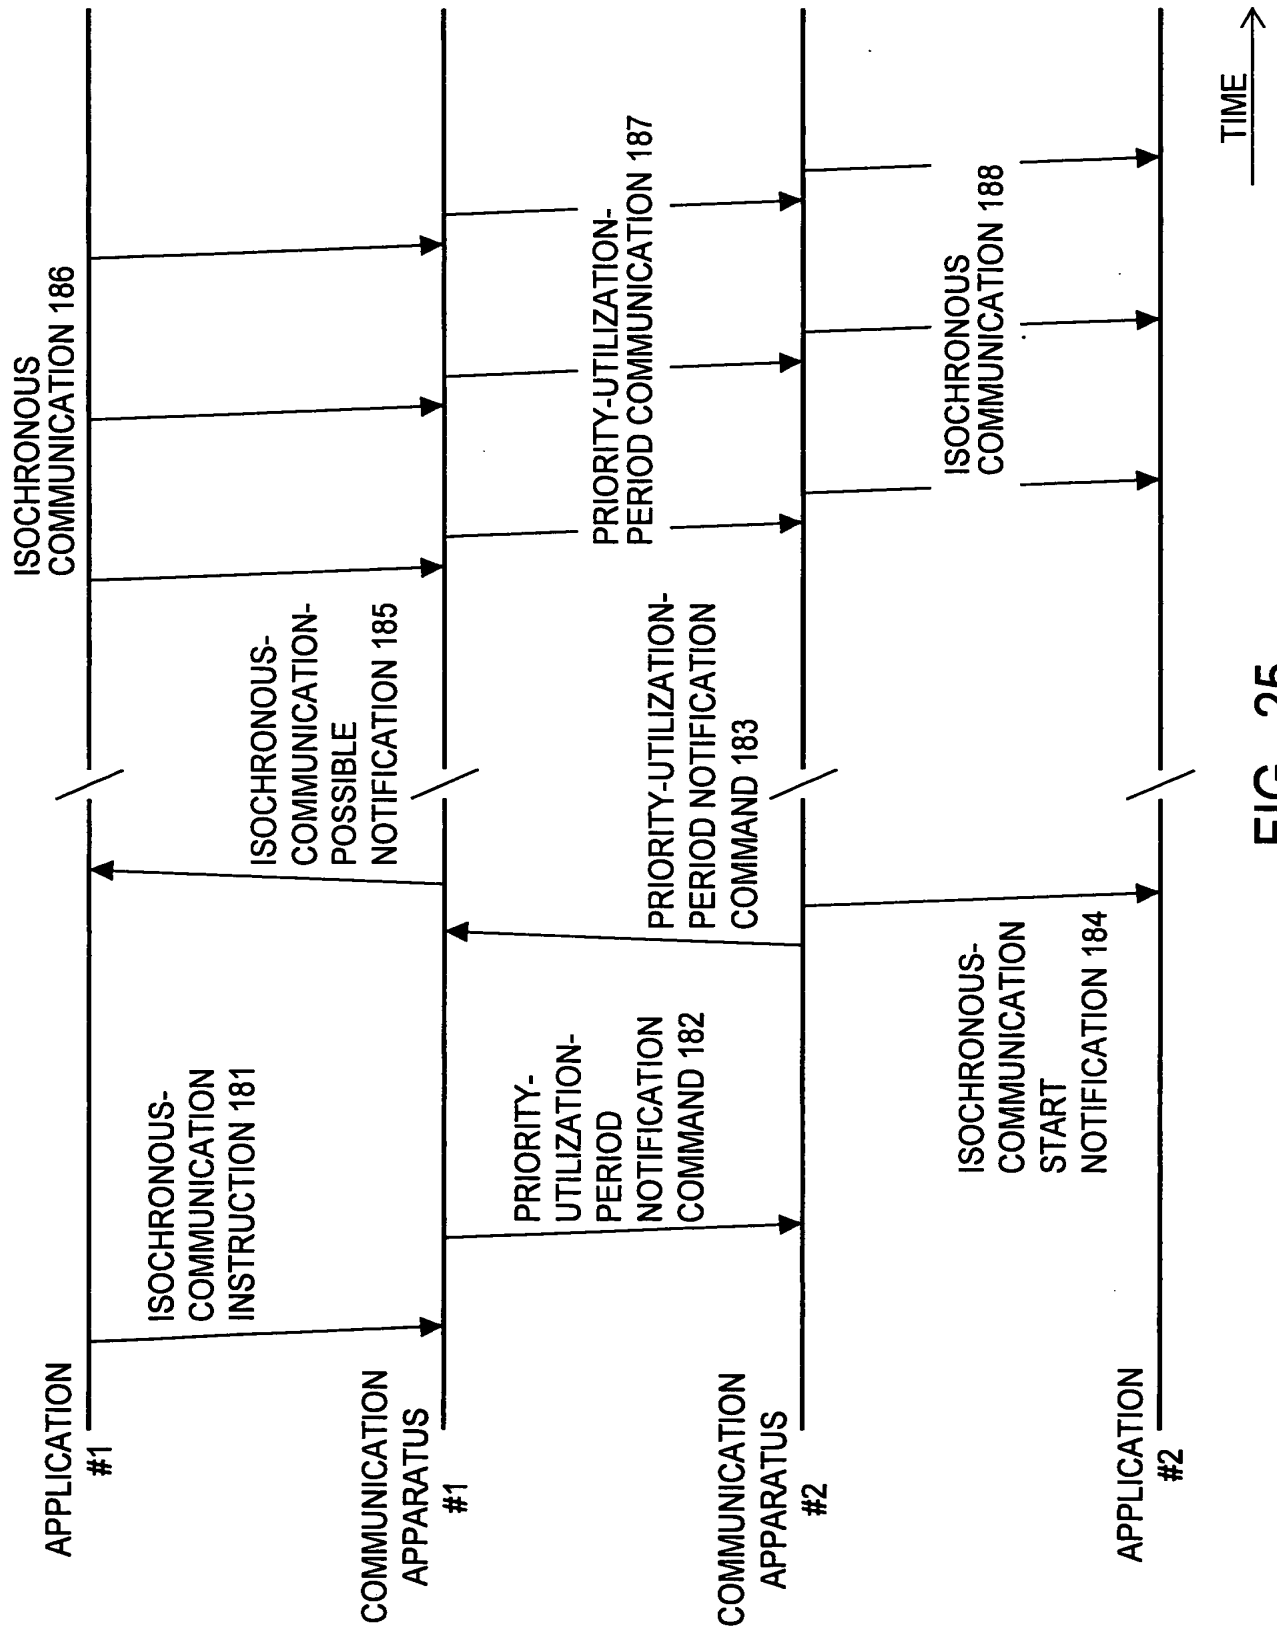 APPLICATION
#1
COMMUNICATION
APPARATUS
#1
COMMUNICATION
APPARATUS
#2
APPLICATION
#2
ISOCHRONOUS-
COMMUNICATION
INSTRUCTION 181
PRIORITY-
UTILIZATION-
PERIOD
NOTIFICATION
COMMAND 182
PRIORITY-UTILIZATION-
PERIOD NOTIFICATION
COMMAND 183
ISOCHRONOUS-
COMMUNICATION
START
NOTIFICATION 184
ISOCHRONOUS-
COMMUNICATION-
POSSIBLE
NOTIFICATION 185
ISOCHRONOUS
COMMUNICATION 186
PRIORITY-UTILIZATION-
PERIOD COMMUNICATION 187
ISOCHRONOUS
COMMUNICATION 188
TIME
FIG. 25